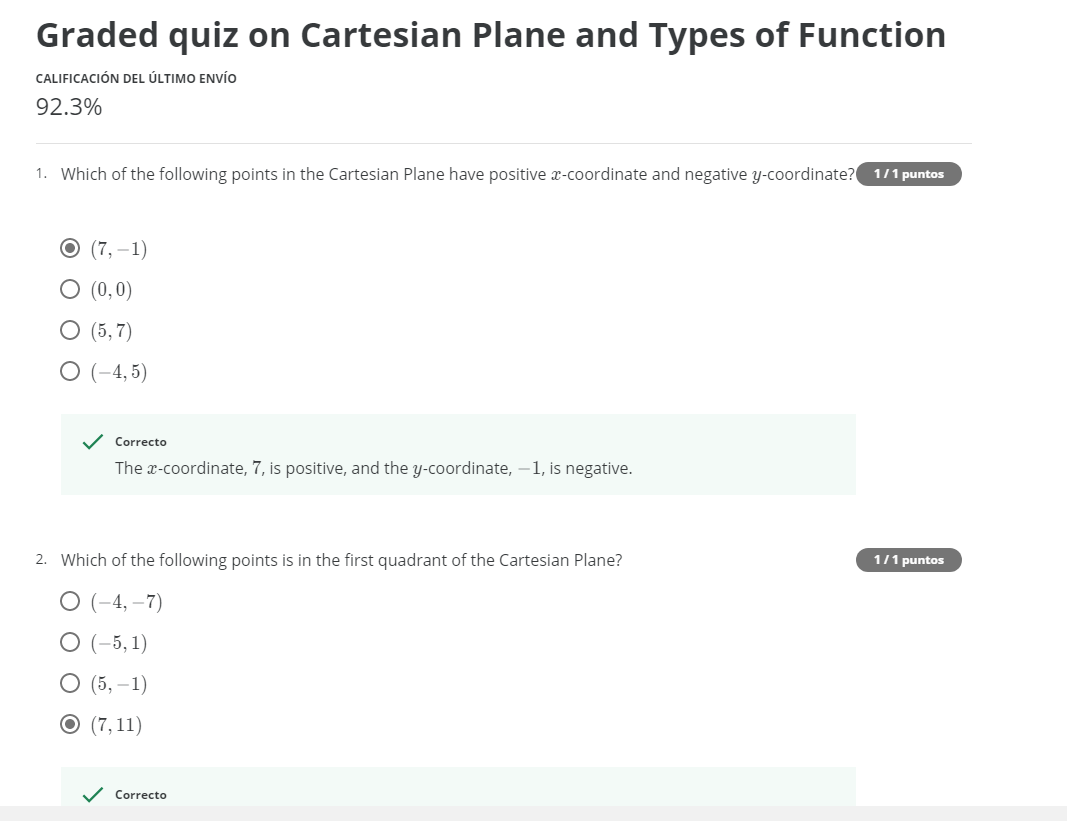 Graded quiz on Cartesian Plane and Types of Function
CALIFICACIÓN DEL ÚLTIMO ENVÍO
92.3%
1. Which of the following points in the Cartesian Plane have positive x-coordinate and negative y-coordinate? 1 / 1 puntos
(7, −1)
(0, 0)
(5, 7)
(−4, 5)
Correcto
The x-coordinate, 7, is positive, and the y-coordinate, −1, is negative.
2. Which of the following points is in the first quadrant of the Cartesian Plane? 1 / 1 puntos
(−4, −7)
(−5, 1)
(5, −1)
(7, 11)
Correcto